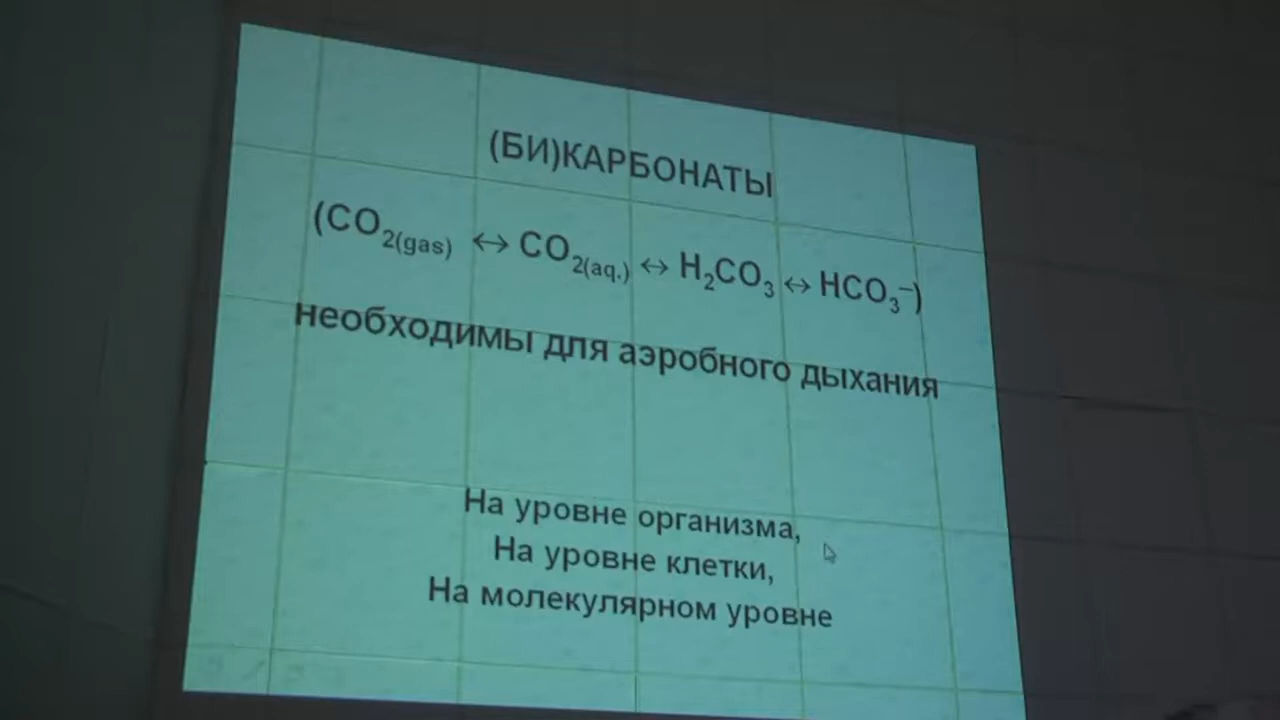 (БИ)КАРБОНАТЫ
(CO₂(gas) ↔ CO₂(aq.) ↔ H₂CO₃ ↔ HCO₃⁻)
необходимы для аэробного дыхания
На уровне организма,
На уровне клетки,
На молекулярном уровне